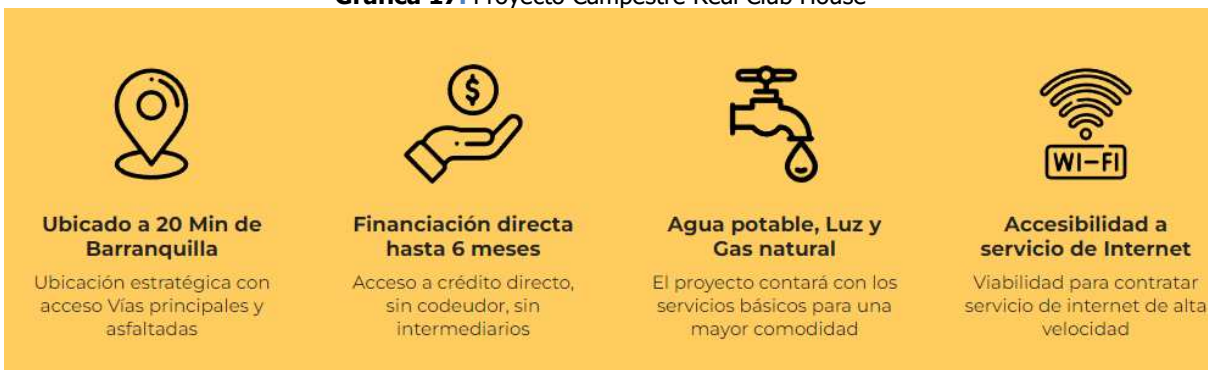 Gráfica 17. Proyecto Campestre Real Club House
$
WI-FI
Ubicado a 20 Min de
Barranquilla
Ubicación estratégica con
acceso Vías principales y
asfaltadas
Financiación directa
hasta 6 meses
Acceso a crédito directo,
sin codeudor, sin
intermediarios
Agua potable, Luz y
Gas natural
El proyecto contará con los
servicios básicos para una
mayor comodidad
Accesibilidad a
servicio de Internet
Viabilidad para contratar
servicio de internet de alta
velocidad